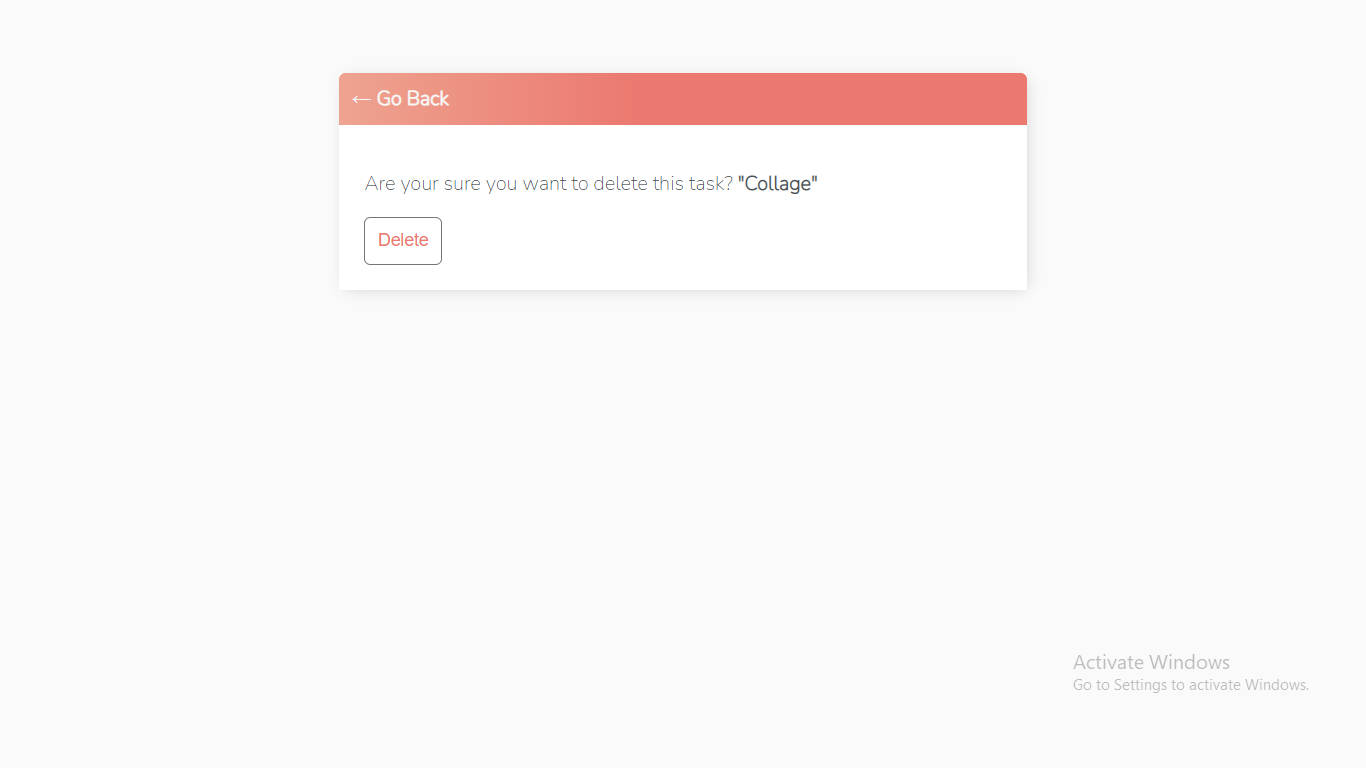 ← Go Back
Are your sure you want to delete this task? "Collage"
Delete
Activate Windows
Go to Settings to activate Windows.